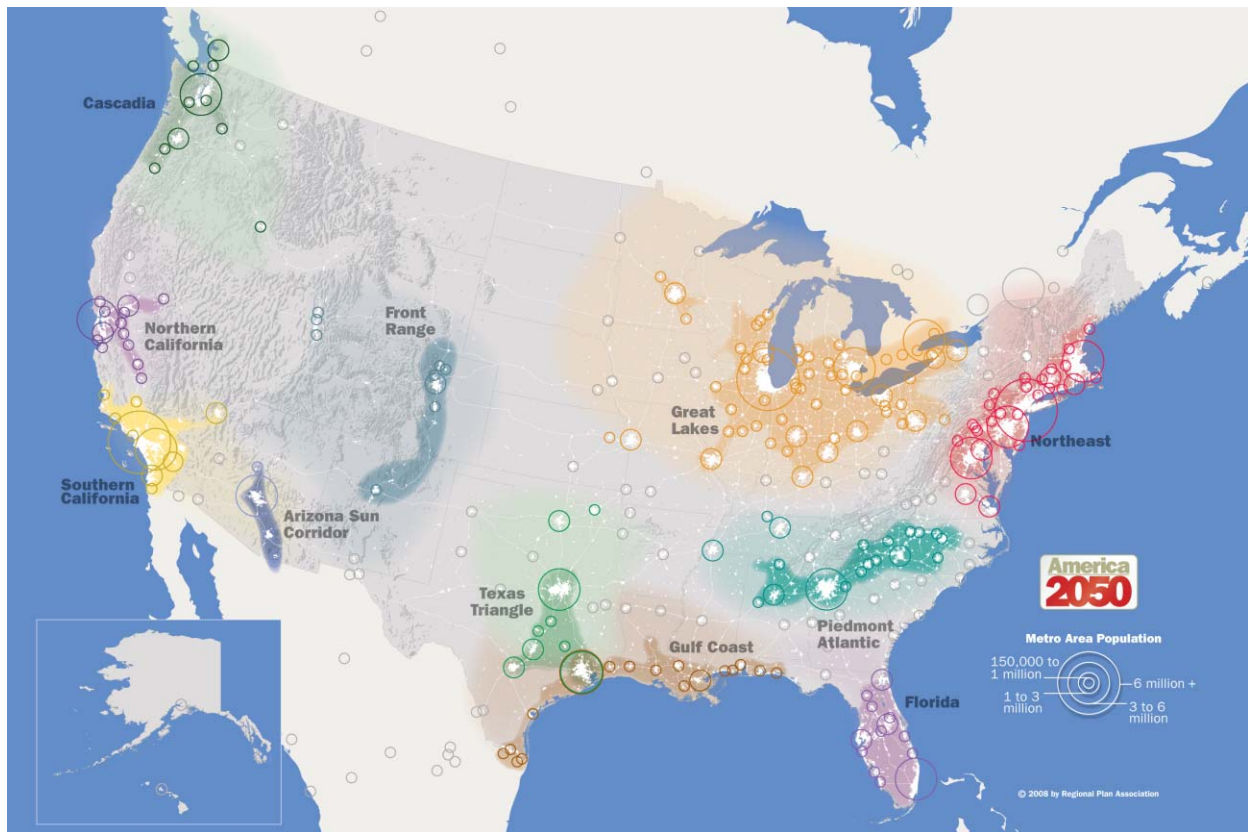 Cascadia
Northern
California
Front
Range
Great
Lakes
Northeast
Southern
California
Arizona Sun
Corridor
Texas
Triangle
Gulf Coast
Piedmont
Atlantic
Florida
America
2050
Metro Area Population
150,000 to
1 million
1 to 3
million
6 million +
3 to 6
million
© 2008 by Regional Plan Association